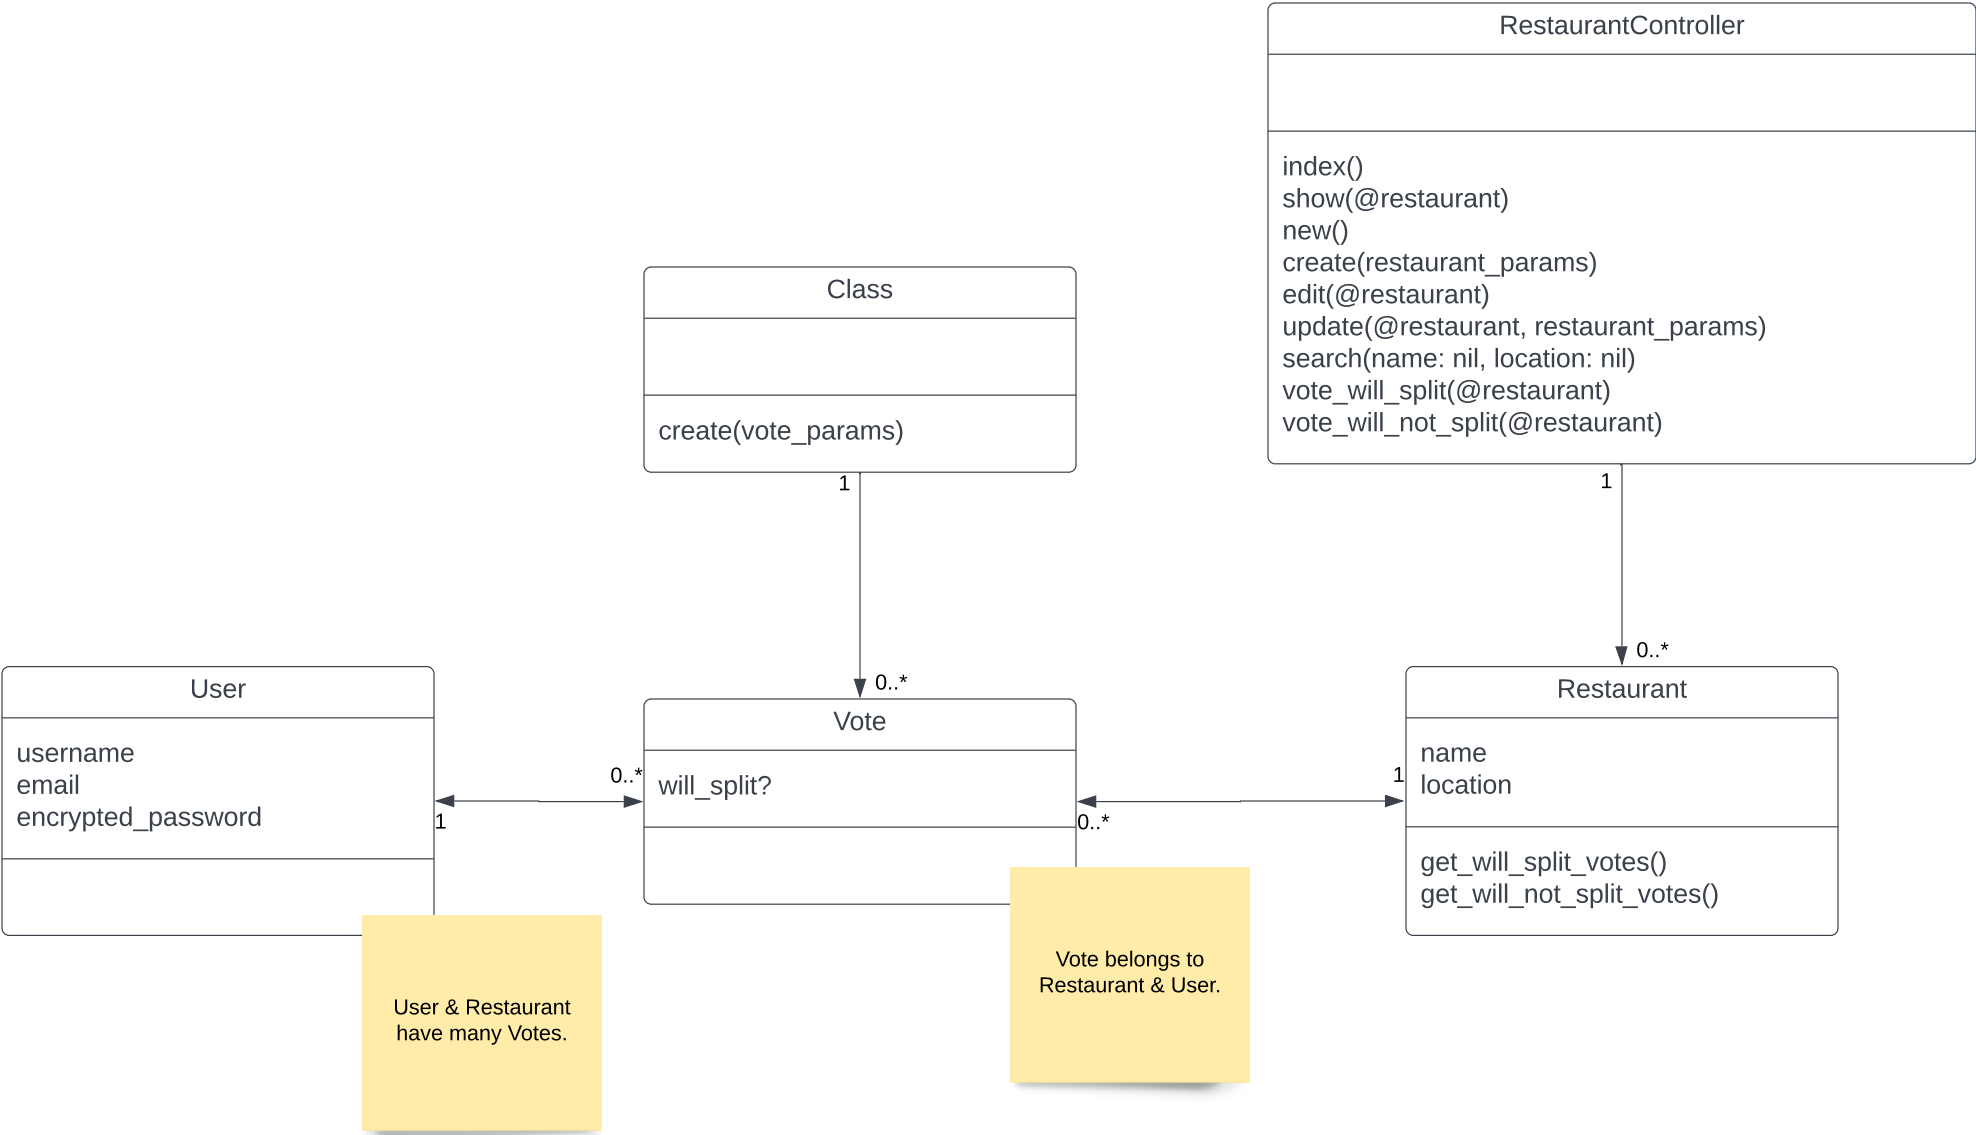 RestaurantController
index()
show(@restaurant)
new()
create(restaurant_params)
edit(@restaurant)
update(@restaurant, restaurant_params)
search(name: nil, location: nil)
vote_will_split(@restaurant)
vote_will_not_split(@restaurant)
1
0..*
Class
create(vote_params)
1
0..*
User
username
email
encrypted_password
1
0..*
Vote
will_split?
0..*
1
Restaurant
name
location
get_will_split_votes()
get_will_not_split_votes()
User & Restaurant
have many Votes.
Vote belongs to
Restaurant & User.